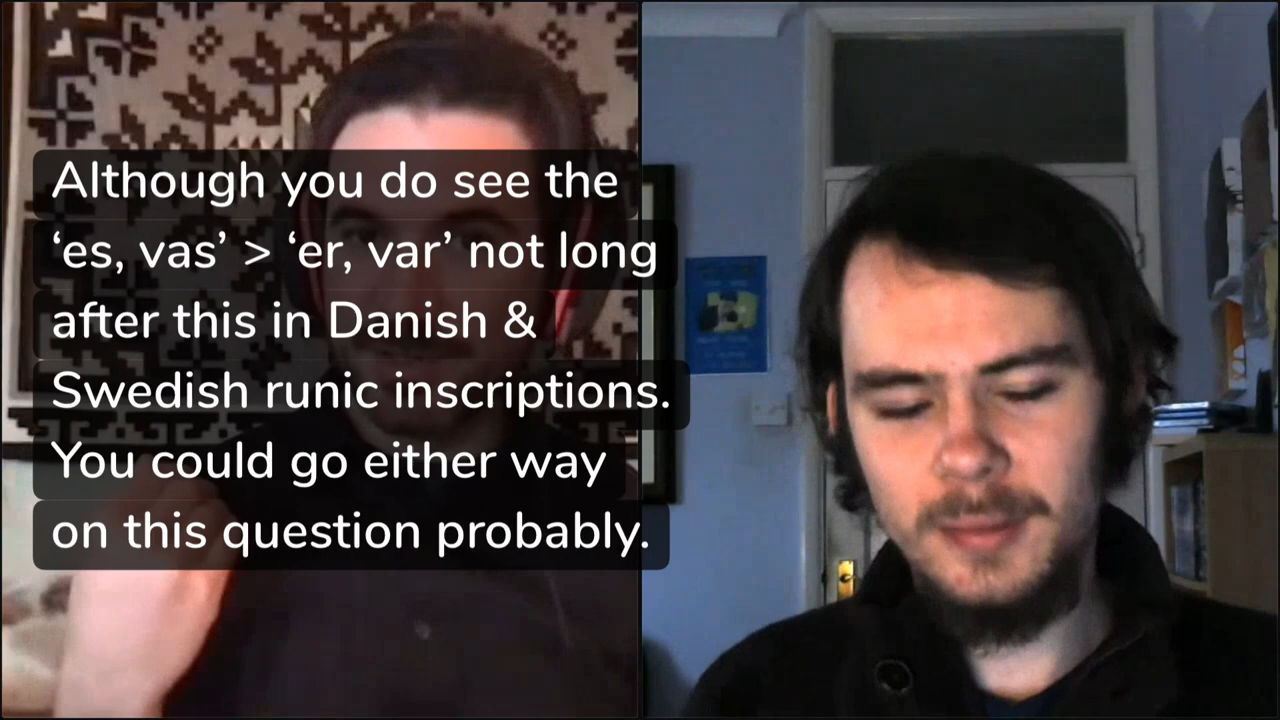 Although you do see the
‘es, vas’ > ‘er, var’ not long
after this in Danish &
Swedish runic inscriptions.
You could go either way
on this question probably.